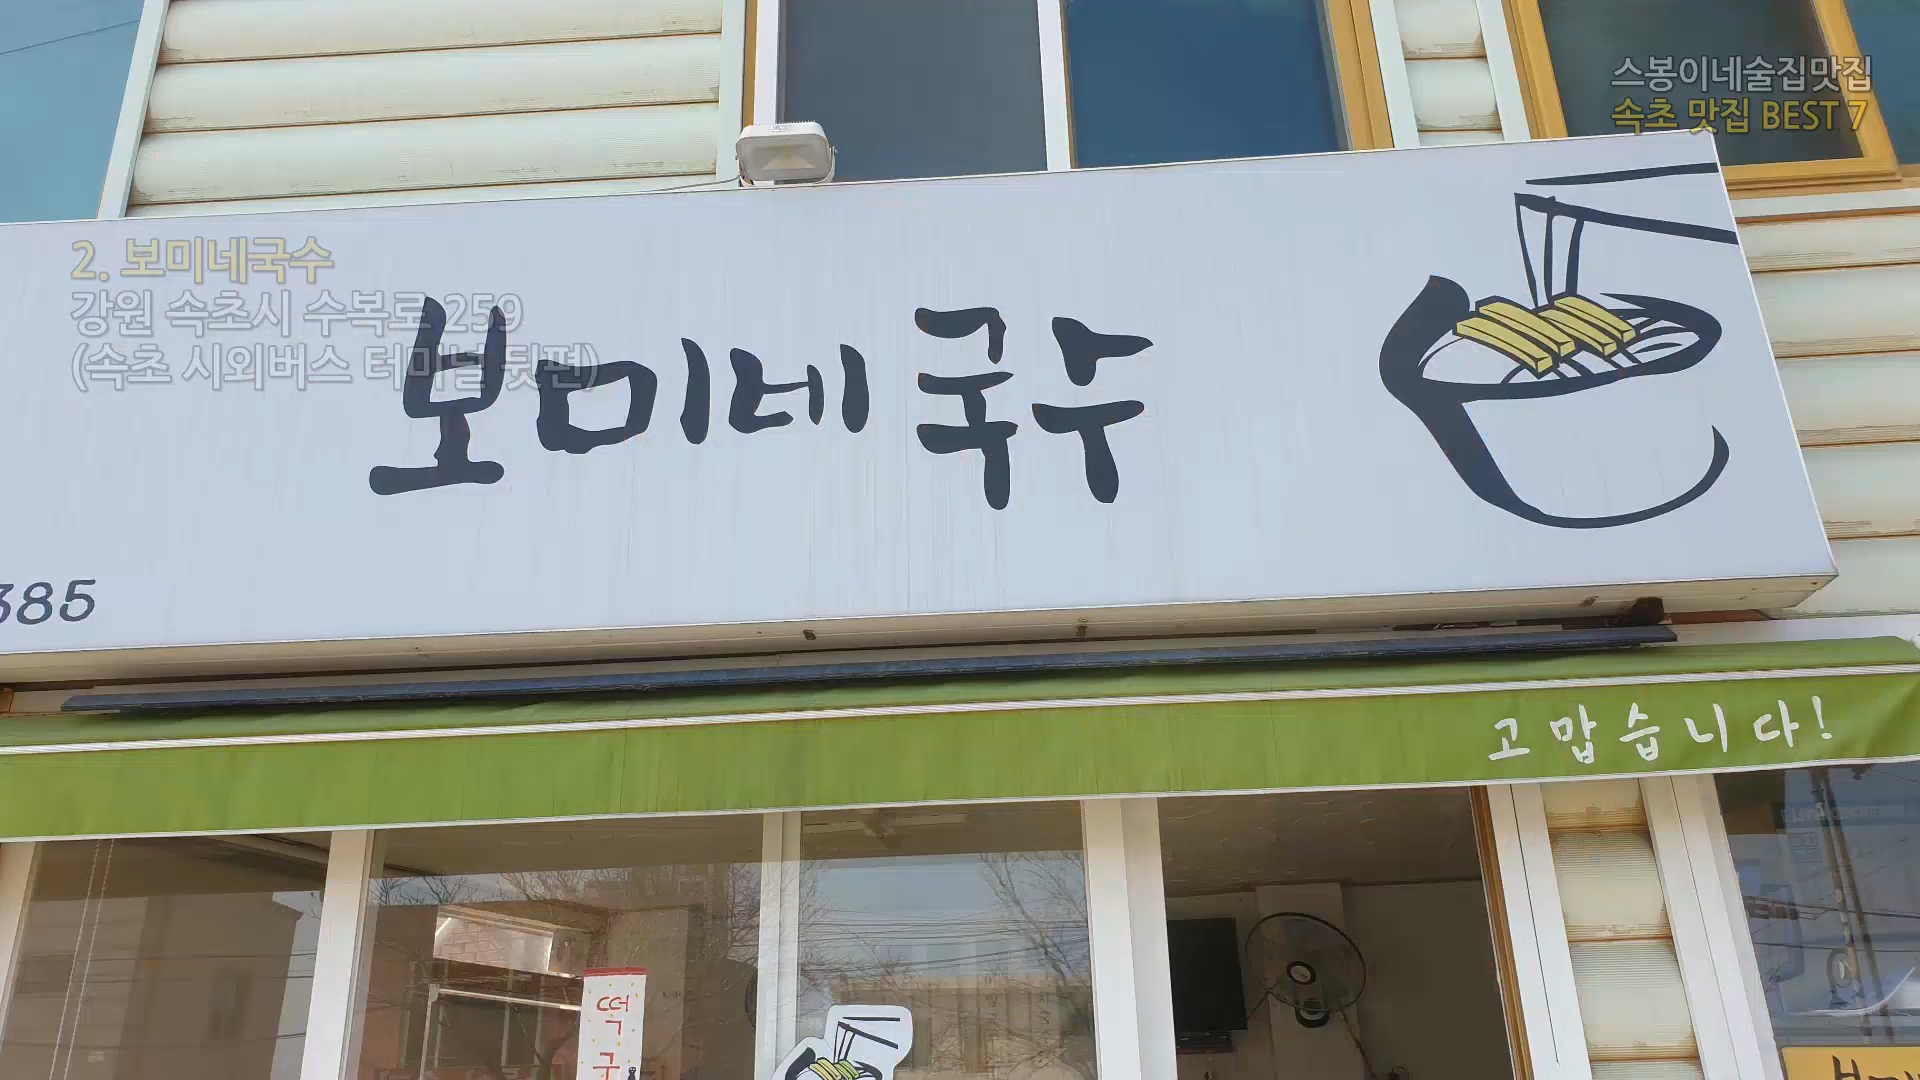 스봉이네술집맛집
속초 맛집 BEST 7
2. 보미네국수
강원 속초시 수복로 259
(속초 시외버스 터미널 뒷편)
보미네국수
385
고맙습니다!
떡